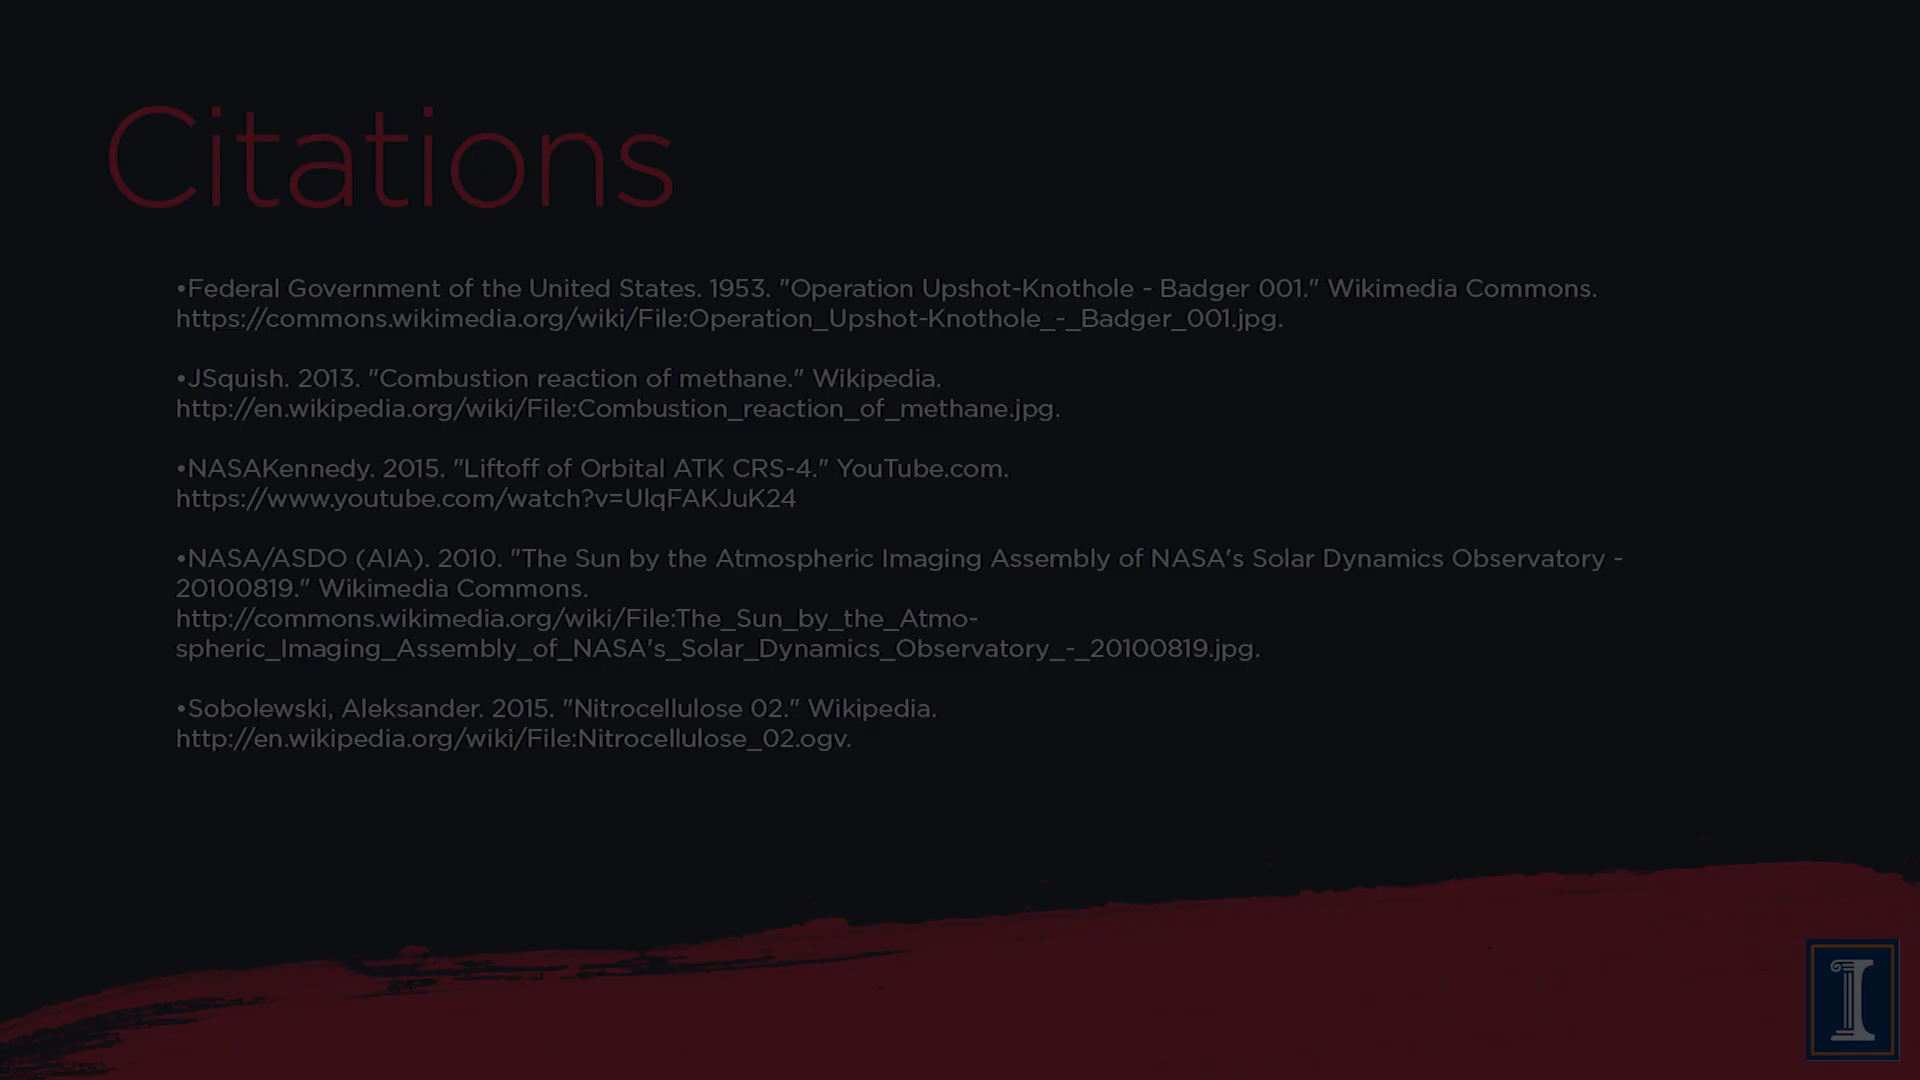 Citations
•Federal Government of the United States. 1953. "Operation Upshot-Knothole - Badger 001." Wikimedia Commons.
https://commons.wikimedia.org/wiki/File:Operation_Upshot-Knothole_-_Badger_001.jpg.
•JSquish. 2013. "Combustion reaction of methane." Wikipedia.
http://en.wikipedia.org/wiki/File:Combustion_reaction_of_methane.jpg.
•NASAKennedy. 2015. "Liftoff of Orbital ATK CRS-4." YouTube.com.
https://www.youtube.com/watch?v=UlqFAKJuK24
•NASA/ASDO (AIA). 2010. "The Sun by the Atmospheric Imaging Assembly of NASA's Solar Dynamics Observatory -
20100819." Wikimedia Commons.
http://commons.wikimedia.org/wiki/File:The_Sun_by_the_Atmo-
spheric_Imaging_Assembly_of_NASA's_Solar_Dynamics_Observatory_-_20100819.jpg.
•Sobolewski, Aleksander. 2015. "Nitrocellulose 02." Wikipedia.
http://en.wikipedia.org/wiki/File:Nitrocellulose_02.ogv.
I